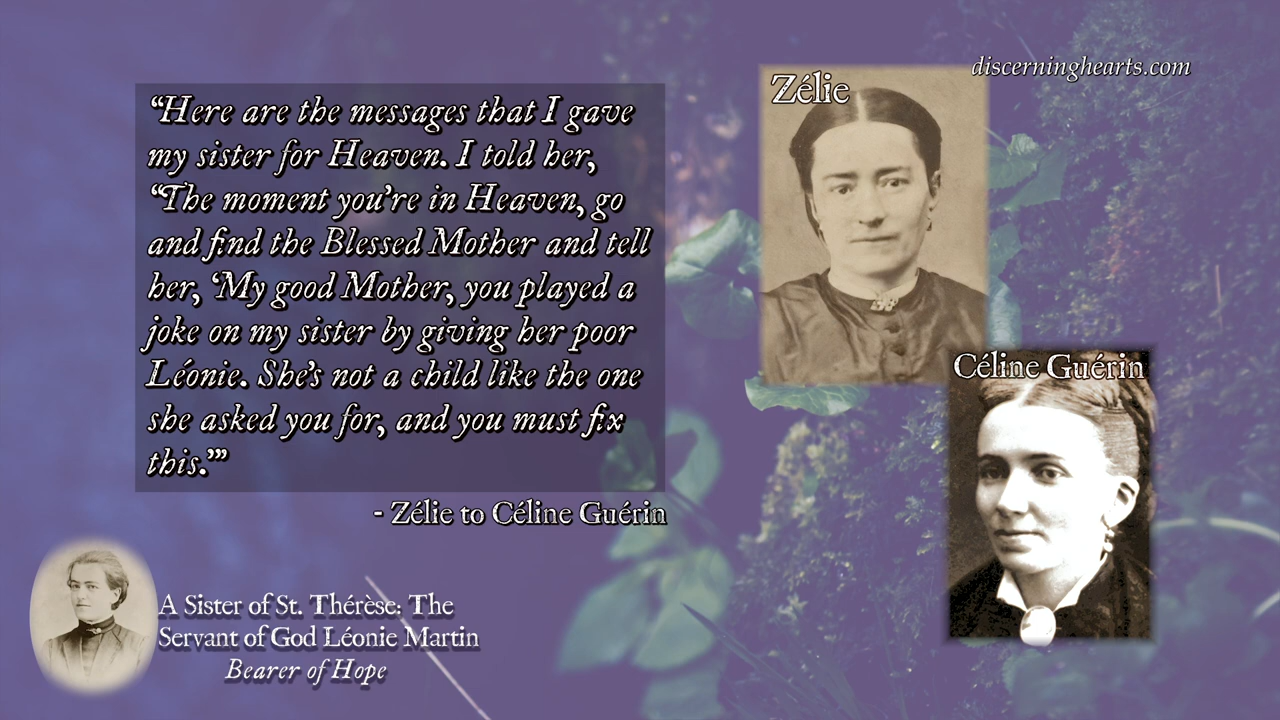 “Here are the messages that I gave
my sister for Heaven. I told her,
“The moment you’re in Heaven, go
and find the Blessed Mother and tell
her, ‘My good Mother, you played a
joke on my sister by giving her poor
Léonie. She’s not a child like the one
she asked you for, and you must fix
this.’”
- Zélie to Céline Guérin
Zélie
discerninghearts.com
Céline Guérin
A Sister of St. Thérèse: The
Servant of God Léonie Martin
Bearer of Hope